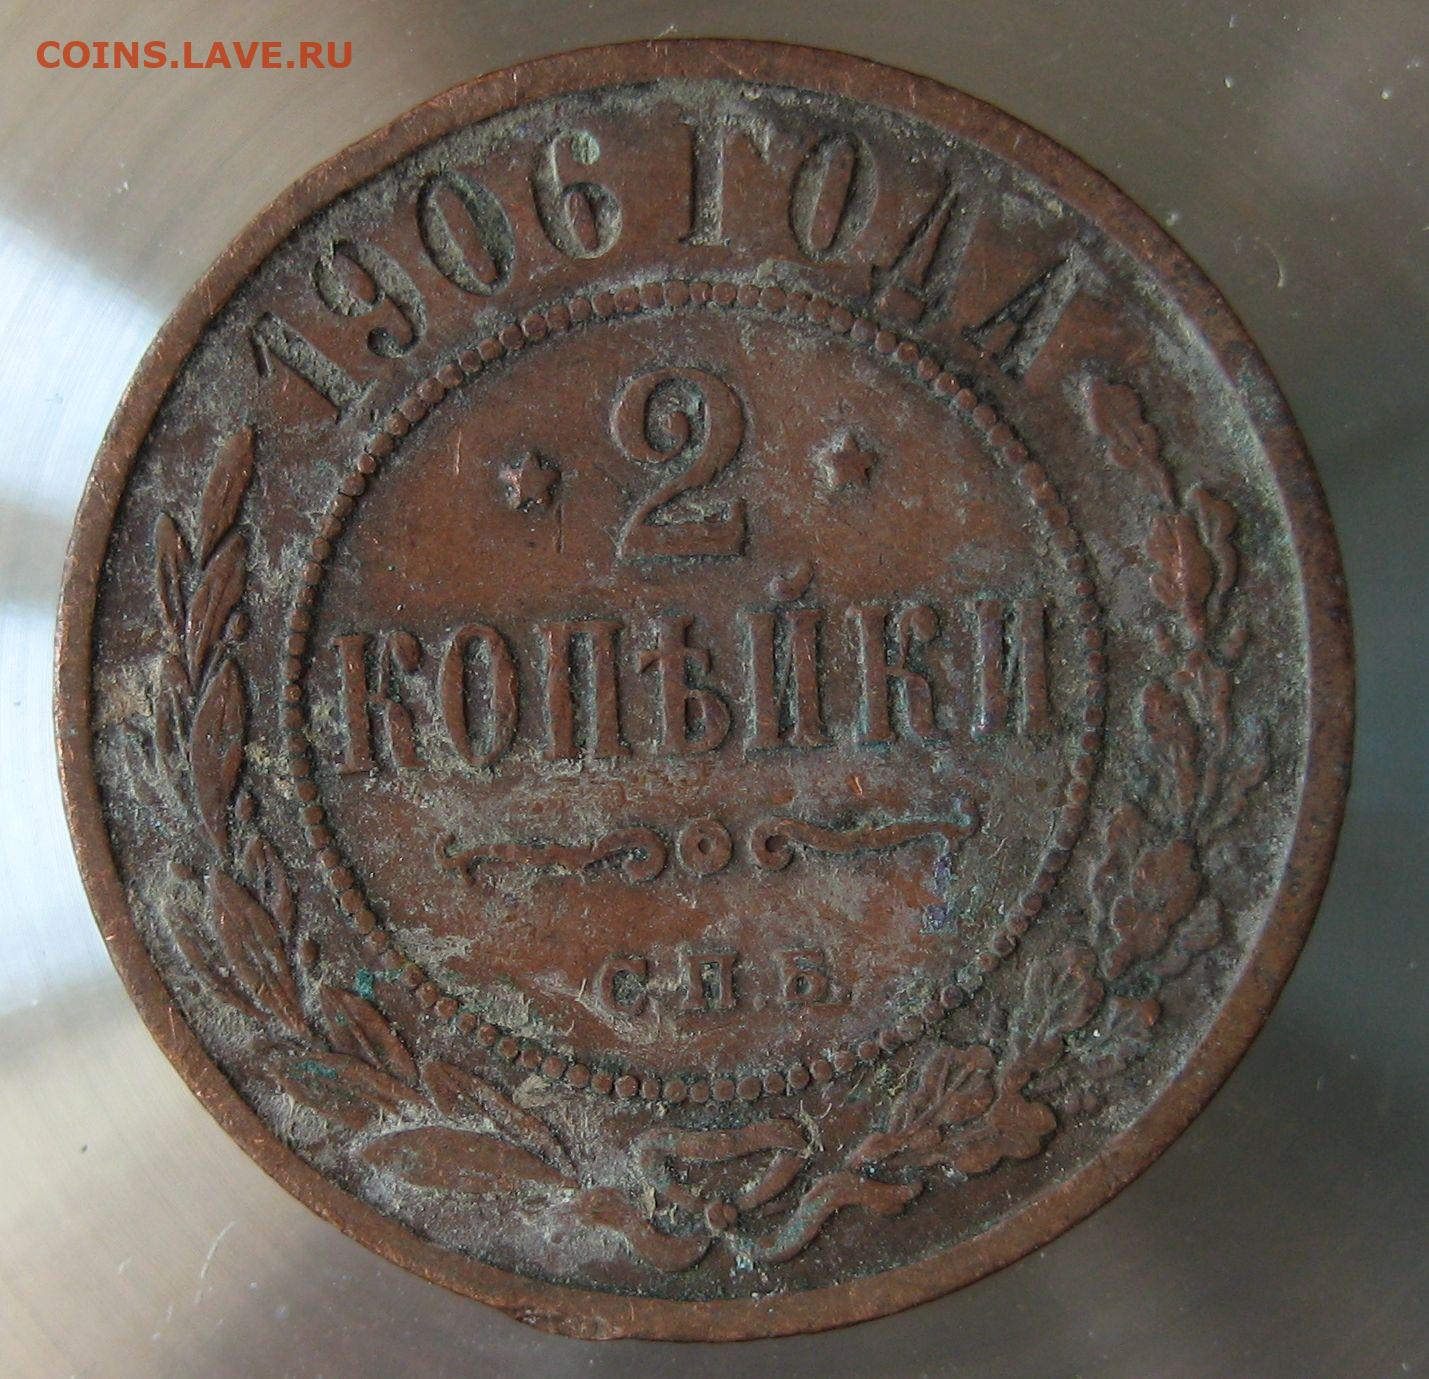 COINS.LAVE.RU
1906 ГОДА
* 2 *
КОПѢЙКИ
С.П.Б.